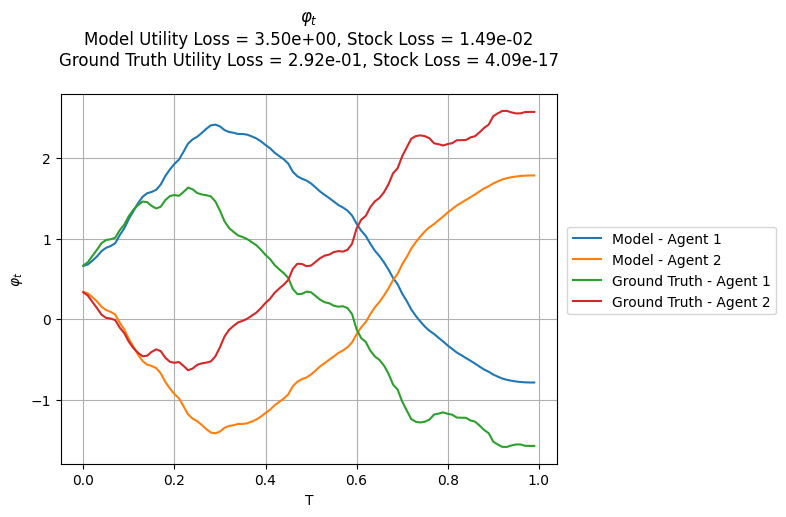 φt
Model Utility Loss = 3.50e+00, Stock Loss = 1.49e-02
Ground Truth Utility Loss = 2.92e-01, Stock Loss = 4.09e-17
φt
2
1
0
−1
0.0
0.2
0.4
0.6
0.8
1.0
T
Model - Agent 1
Model - Agent 2
Ground Truth - Agent 1
Ground Truth - Agent 2